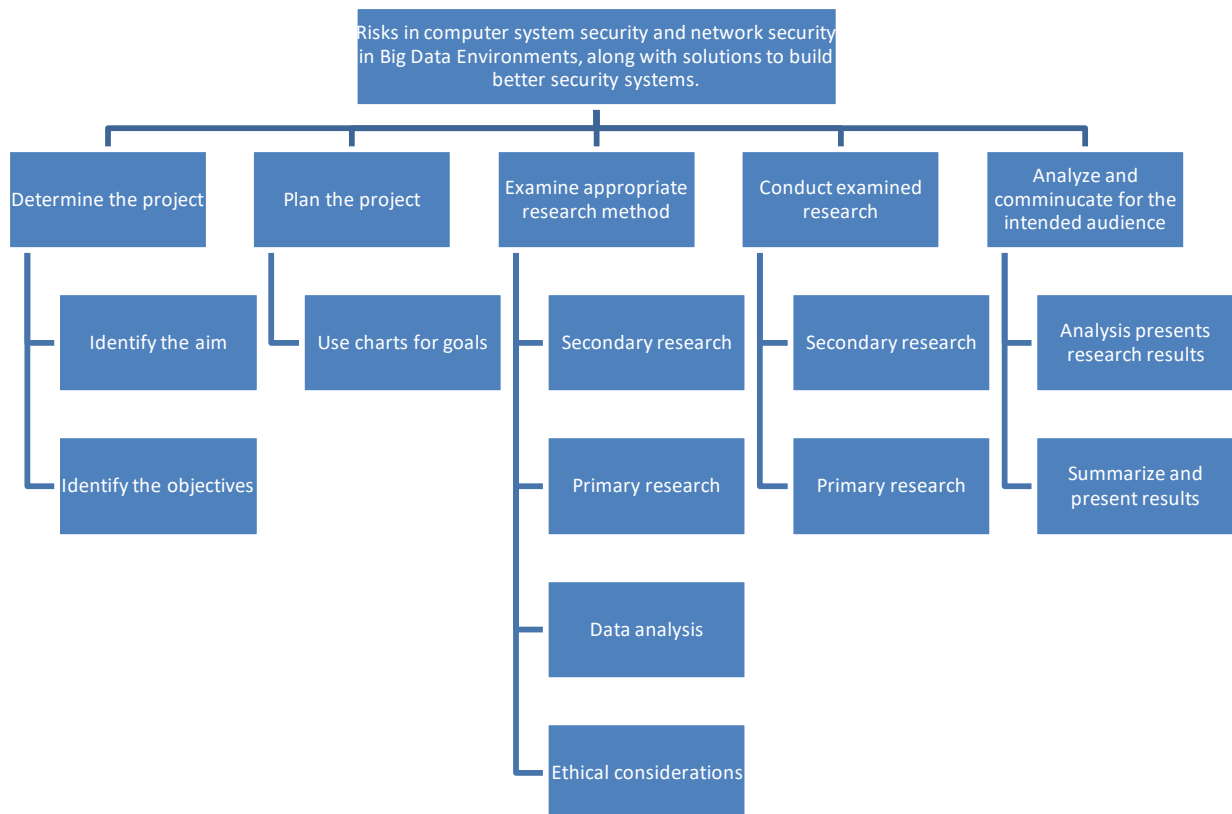 Risks in computer system security and network security
in Big Data Environments, along with solutions to build
better security systems.
Determine the project
Plan the project
Examine appropriate
research method
Conduct examined
research
Analyze and
comminucate for the
intended audience
Identify the aim
Use charts for goals
Secondary research
Secondary research
Analysis presents
research results
Identify the objectives
Primary research
Primary research
Summarize and
present results
Data analysis
Ethical considerations